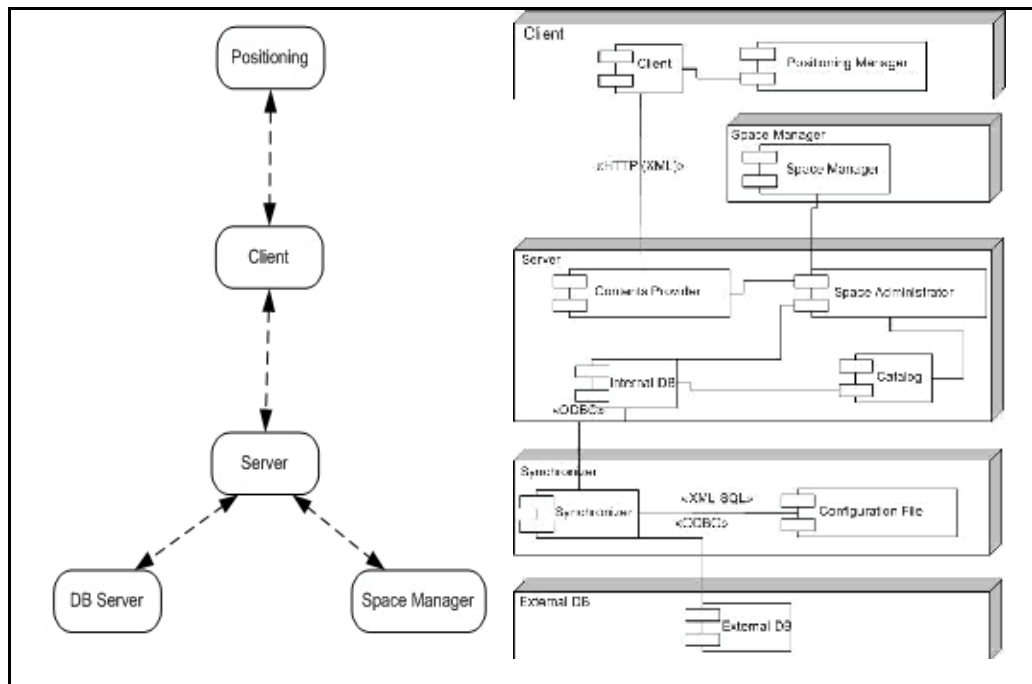 Positioning
Client
Server
DB Server
Space Manager
Client
Client
Positioning Manager
«HTTP (XML)»
Space Manager
Space Manager
Server
Contents Provider
Space Administrator
Internal DB
Catalog
«ODBC»
Synchronizer
Synchronizer
«XML SQL»
«ODBC»
Configuration File
External DB
External DB